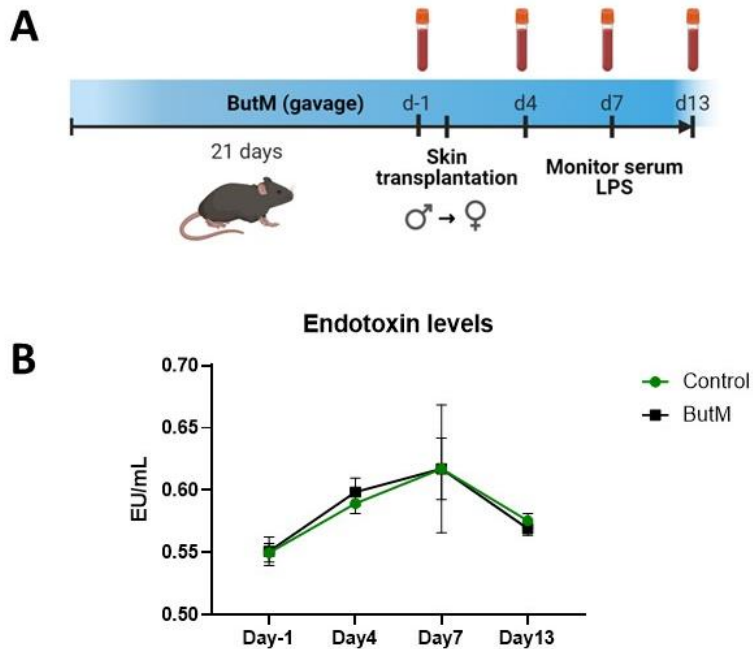 A
ButM (gavage) d-1 d4 d7 d13
21 days
Skin
transplantation
♂ → ♀
Monitor serum
LPS
B
Endotoxin levels
EU/mL
0.70
0.65
0.60
0.55
0.50
Day-1 Day4 Day7 Day13
Control
ButM